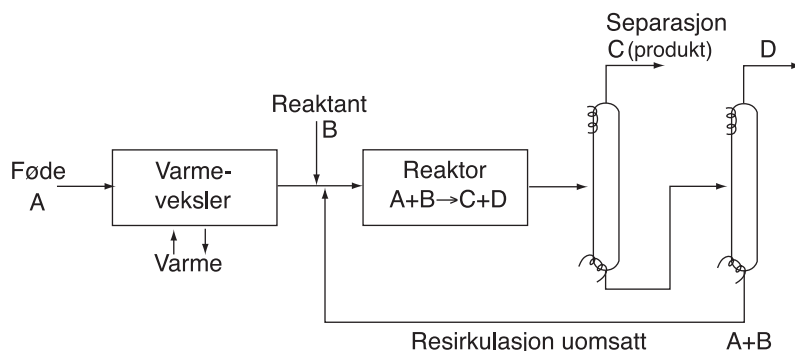 Separasjon
C (produkt)
D
Reaktant
B
Føde
A
Varme-
veksler
Reaktor
A+B→C+D
Varme
Resirkulasjon uomsatt
A+B